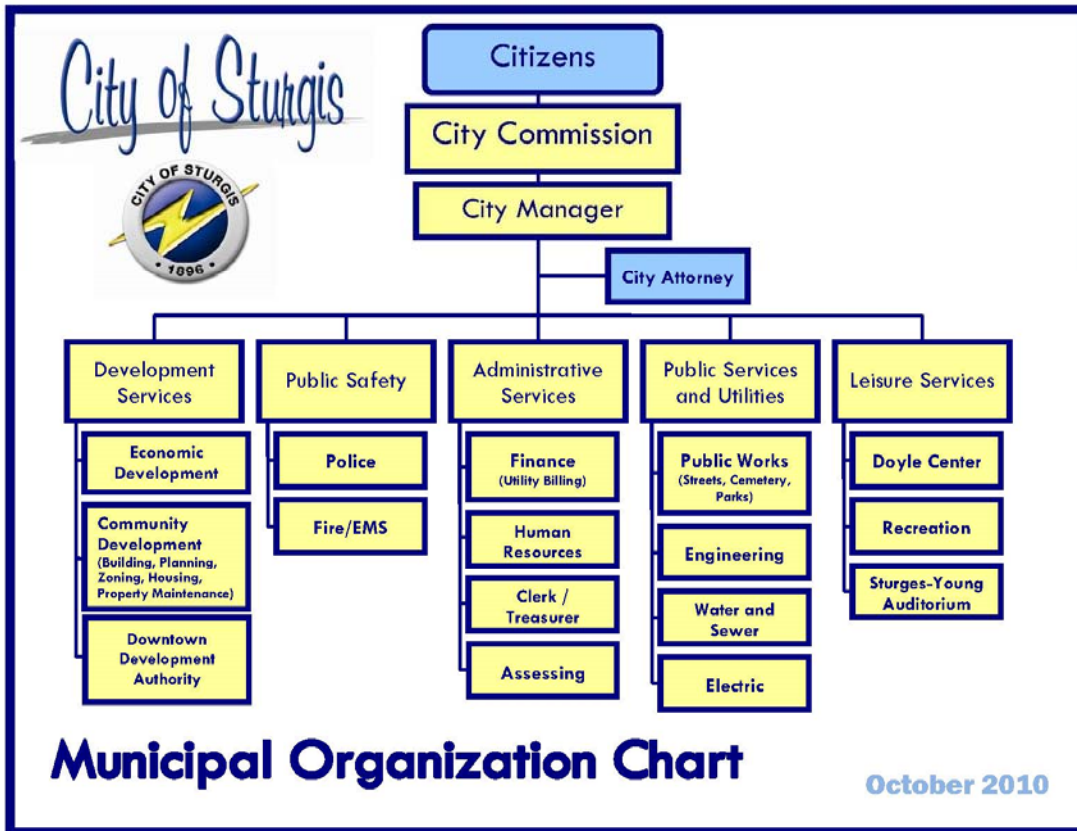 City of Sturgis
CITY OF STURGIS
• 1896 •
Citizens
City Commission
City Manager
City Attorney
Development
Services
Economic
Development
Community
Development
(Building, Planning,
Zoning, Housing,
Property Maintenance)
Downtown
Development
Authority
Public Safety
Police
Fire/EMS
Administrative
Services
Finance
(Utility Billing)
Human
Resources
Clerk /
Treasurer
Assessing
Public Services
and Utilities
Public Works
(Streets, Cemetery,
Parks)
Engineering
Water and
Sewer
Electric
Leisure Services
Doyle Center
Recreation
Sturges-Young
Auditorium
Municipal Organization Chart
October 2010